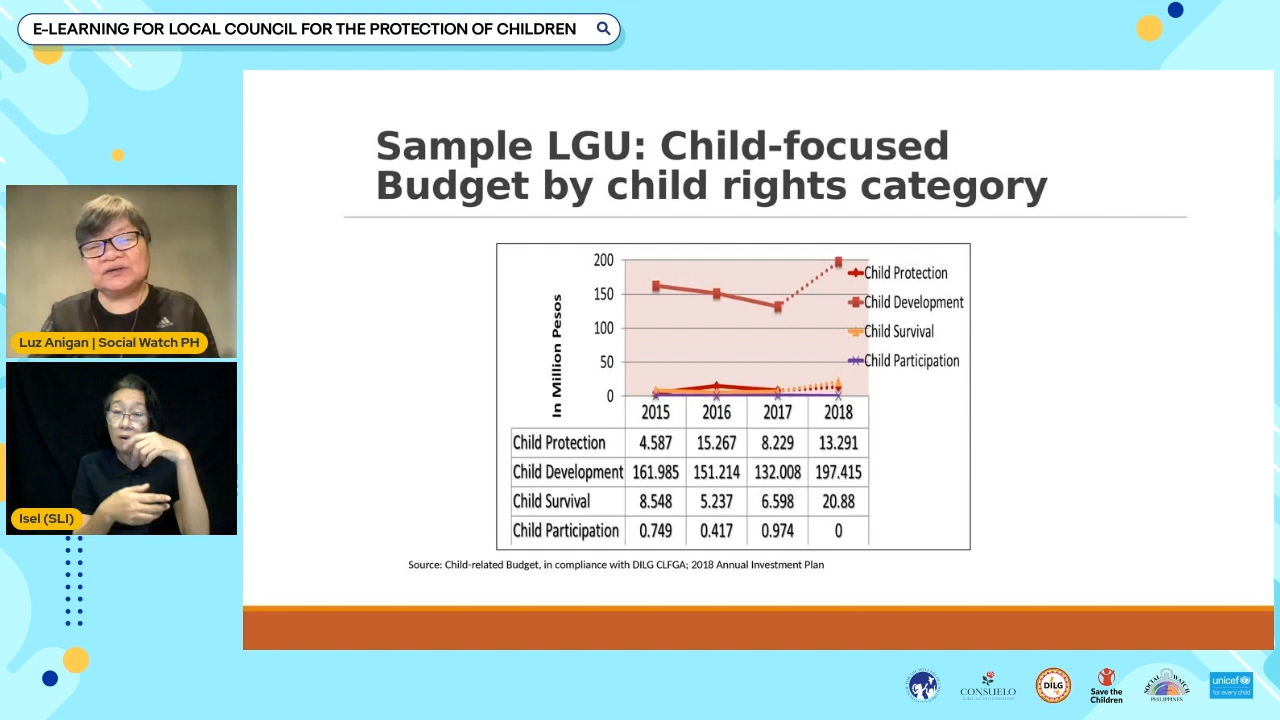 E-LEARNING FOR LOCAL COUNCIL FOR THE PROTECTION OF CHILDREN
Sample LGU: Child-focused
Budget by child rights category
In Million Pesos
200
150
100
50
0
Child Protection
Child Development
Child Survival
Child Participation
2015 2016 2017 2018
Child Protection 4.587 15.267 8.229 13.291
Child Development 161.985 151.214 132.008 197.415
Child Survival 8.548 5.237 6.598 20.88
Child Participation 0.749 0.417 0.974 0
Source: Child-related Budget, in compliance with DILG CLFGA; 2018 Annual Investment Plan
Luz Anigan | Social Watch PH
Isel (SLI)
CONSUELO
DILG
Save the
Children
SOCIAL WATCH
PHILIPPINES
unicef
for every child